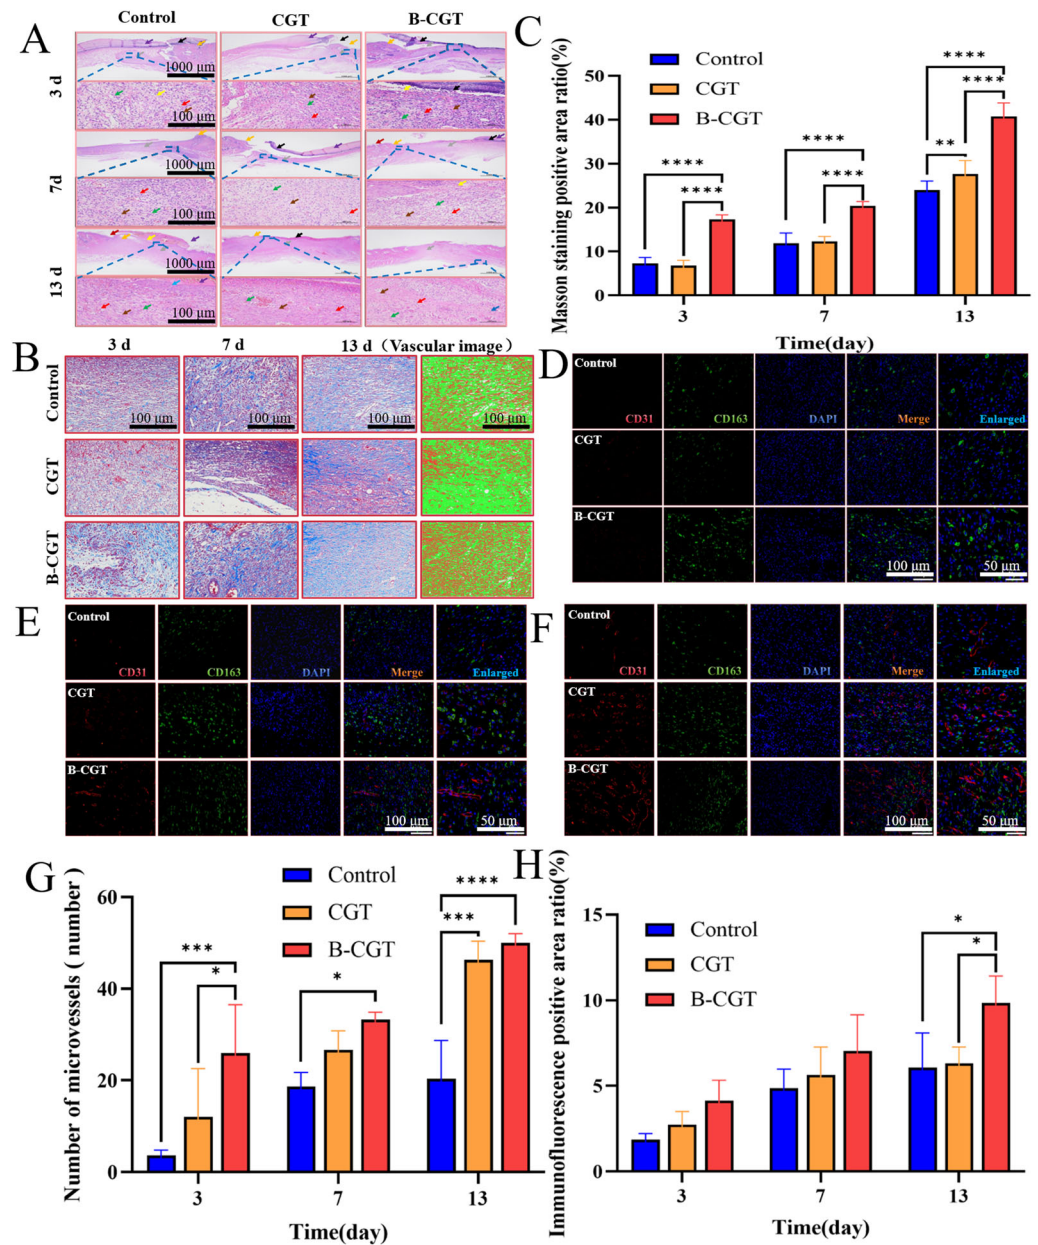 A
Control
CGT
B-CGT
3 d
1000 μm
100 μm
7d
1000 μm
100 μm
13 d
1000 μm
100 μm
B
3 d
7 d
13 d (Vascular image)
Control
100 μm
100 μm
100 μm
100 μm
CGT
B-CGT
C
Control
CGT
B-CGT
Masson staining positive area ratio(%)
50
40
30
20
10
0
****
****
****
****
****
****
**
3
7
13
Time(day)
D
Control
CD31
CD163
DAPI
Merge
Enlarged
CGT
B-CGT
100 μm
50 μm
E
Control
CD31
CD163
DAPI
Merge
Enlarged
CGT
B-CGT
100 μm
50 μm
F
Control
CD31
CD163
DAPI
Merge
Enlarged
CGT
B-CGT
100 μm
50 μm
G
Control
CGT
B-CGT
Number of microvessels ( number )
60
40
20
0
***
*
*
****
***
3
7
13
Time(day)
H
Control
CGT
B-CGT
Immunofluorescence positive area ratio(%)
15
10
5
0
*
*
3
7
13
Time(day)